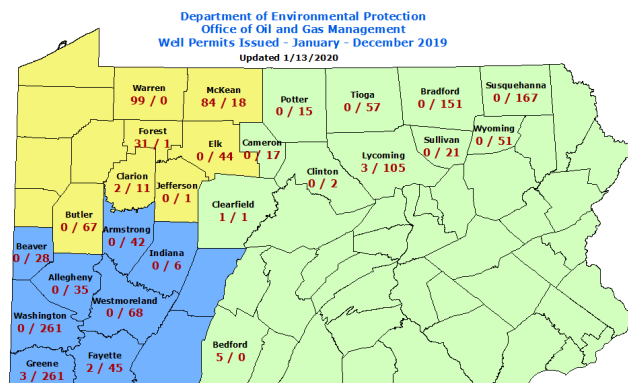 Department of Environmental Protection
Office of Oil and Gas Management
Well Permits Issued - January - December 2019
Updated 1/13/2020
Warren
99 / 0
McKean
84 / 18
Potter
0 / 15
Tioga
0 / 57
Bradford
0 / 151
Susquehanna
0 / 167
Forest
31 / 1
Elk
0 / 44
Cameron
0 / 17
Clinton
0 / 2
Lycoming
3 / 105
Sullivan
0 / 21
Wyoming
0 / 51
Clarion
2 / 11
Jefferson
0 / 1
Clearfield
1 / 1
Butler
0 / 67
Armstrong
0 / 42
Indiana
0 / 6
Beaver
0 / 28
Allegheny
0 / 35
Westmoreland
0 / 68
Washington
0 / 261
Greene
3 / 261
Fayette
2 / 45
Bedford
5 / 0